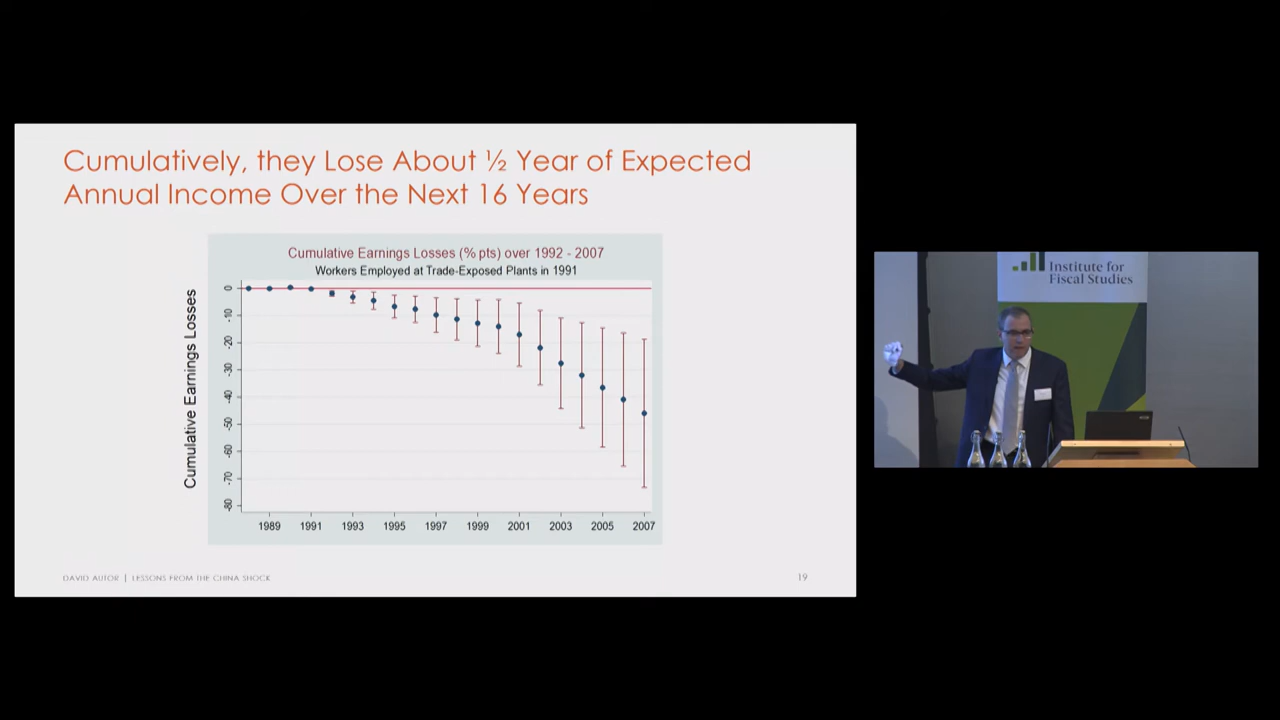 Cumulatively, they Lose About ½ Year of Expected
Annual Income Over the Next 16 Years
Cumulative Earnings Losses (% pts) over 1992 - 2007
Workers Employed at Trade-Exposed Plants in 1991
Cumulative Earnings Losses
0
-10
-20
-30
-40
-50
-60
-70
-80
1989 1991 1993 1995 1997 1999 2001 2003 2005 2007
DAVID AUTOR | LESSONS FROM THE CHINA SHOCK
19
Institute for
Fiscal Studies